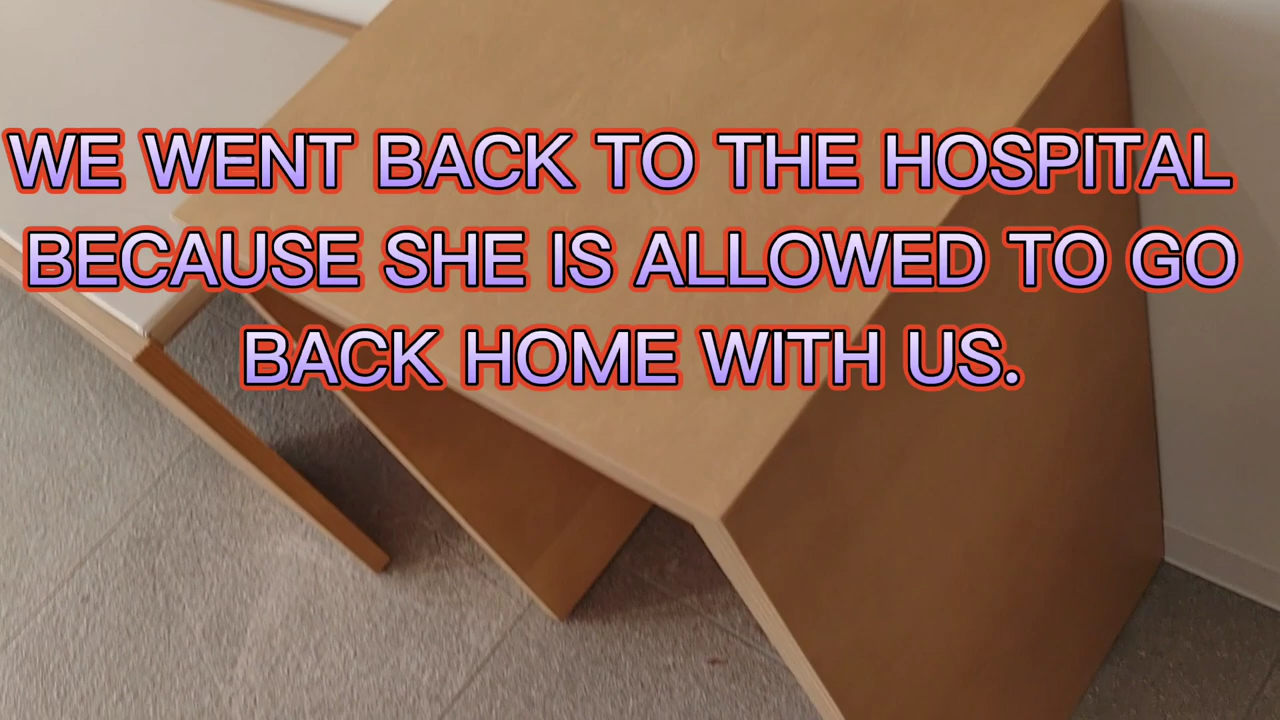 WE WENT BACK TO THE HOSPITAL
BECAUSE SHE IS ALLOWED TO GO
BACK HOME WITH US.